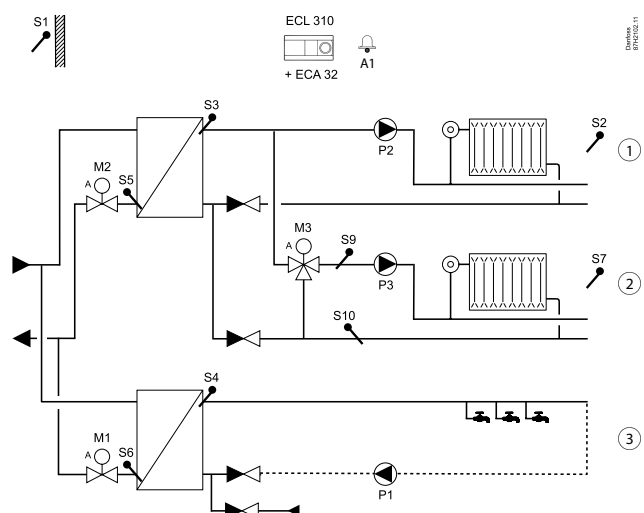 S1
ECL 310
A1
+ ECA 32
Danfoss
87H2102.11
S3
P2
S2
1
M2
A
S5
M3
A
S9
P3
S7
2
S10
S4
M1
A
S6
P1
3